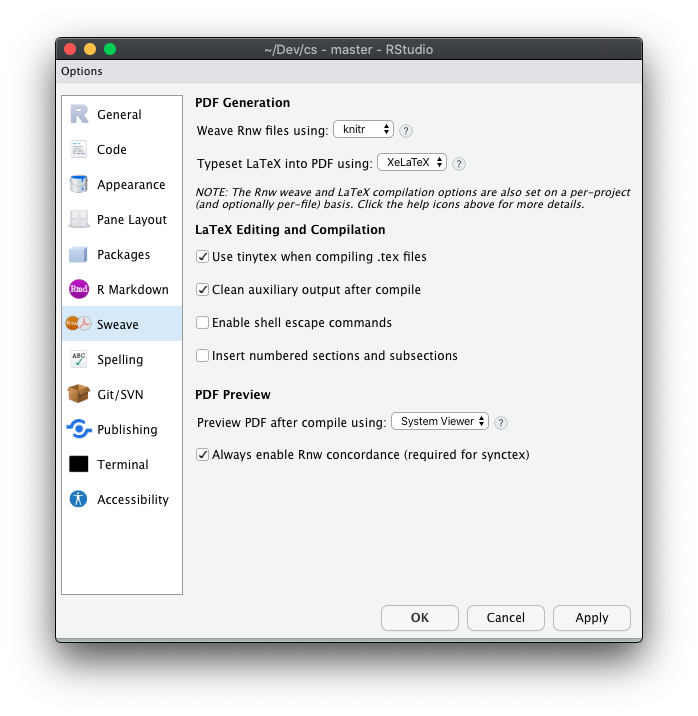 ~/Dev/cs - master - RStudio
Options
General
Code
Appearance
Pane Layout
Packages
Rmd R Markdown
Sweave
ABC Spelling
Git/SVN
Publishing
Terminal
Accessibility
PDF Generation
Weave Rnw files using: knitr ?
Typeset LaTeX into PDF using: XeLaTeX ?
NOTE: The Rnw weave and LaTeX compilation options are also set on a per-project
(and optionally per-file) basis. Click the help icons above for more details.
LaTeX Editing and Compilation
Use tinytex when compiling .tex files
Clean auxiliary output after compile
Enable shell escape commands
Insert numbered sections and subsections
PDF Preview
Preview PDF after compile using: System Viewer ?
Always enable Rnw concordance (required for synctex)
OK Cancel Apply